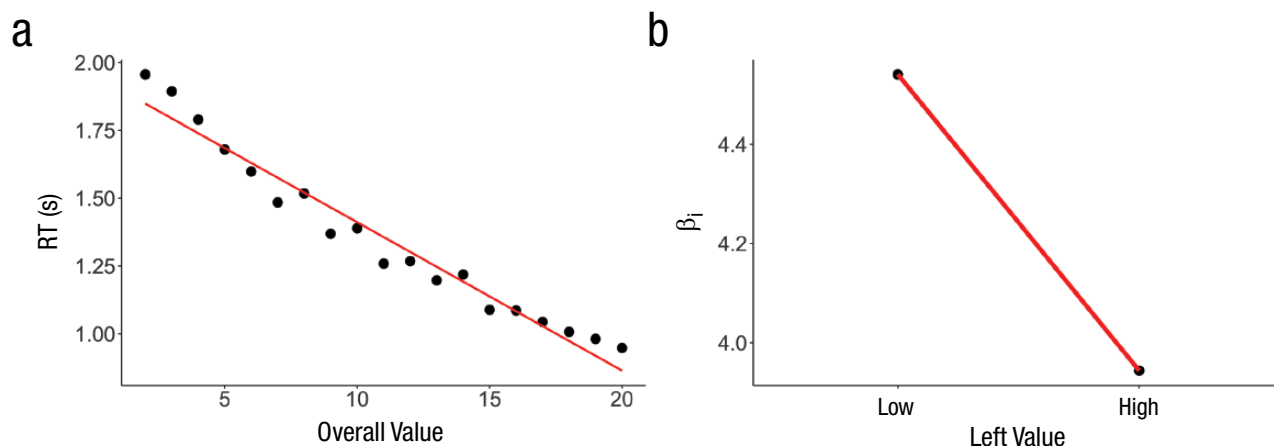 a
2.00
1.75
1.50
1.25
1.00
RT (s)
5
10
15
20
Overall Value
b
4.4
4.2
4.0
βi
Low
High
Left Value